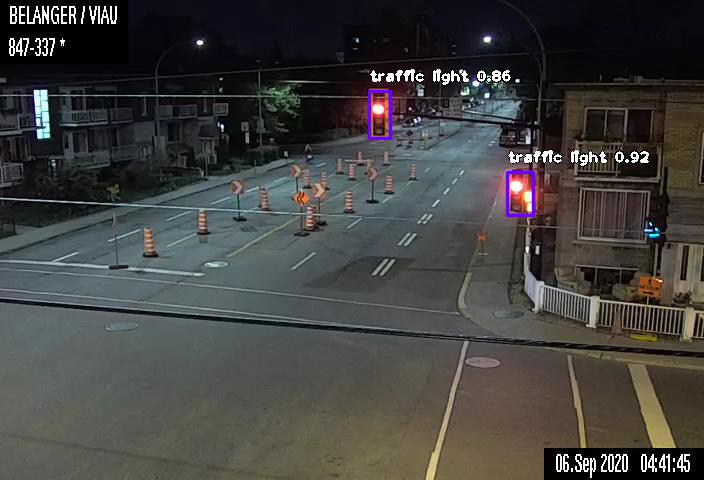 BELANGER / VIAU
847-337 *
traffic light 0.86
traffic light 0.92
06.Sep 2020 04:41:45